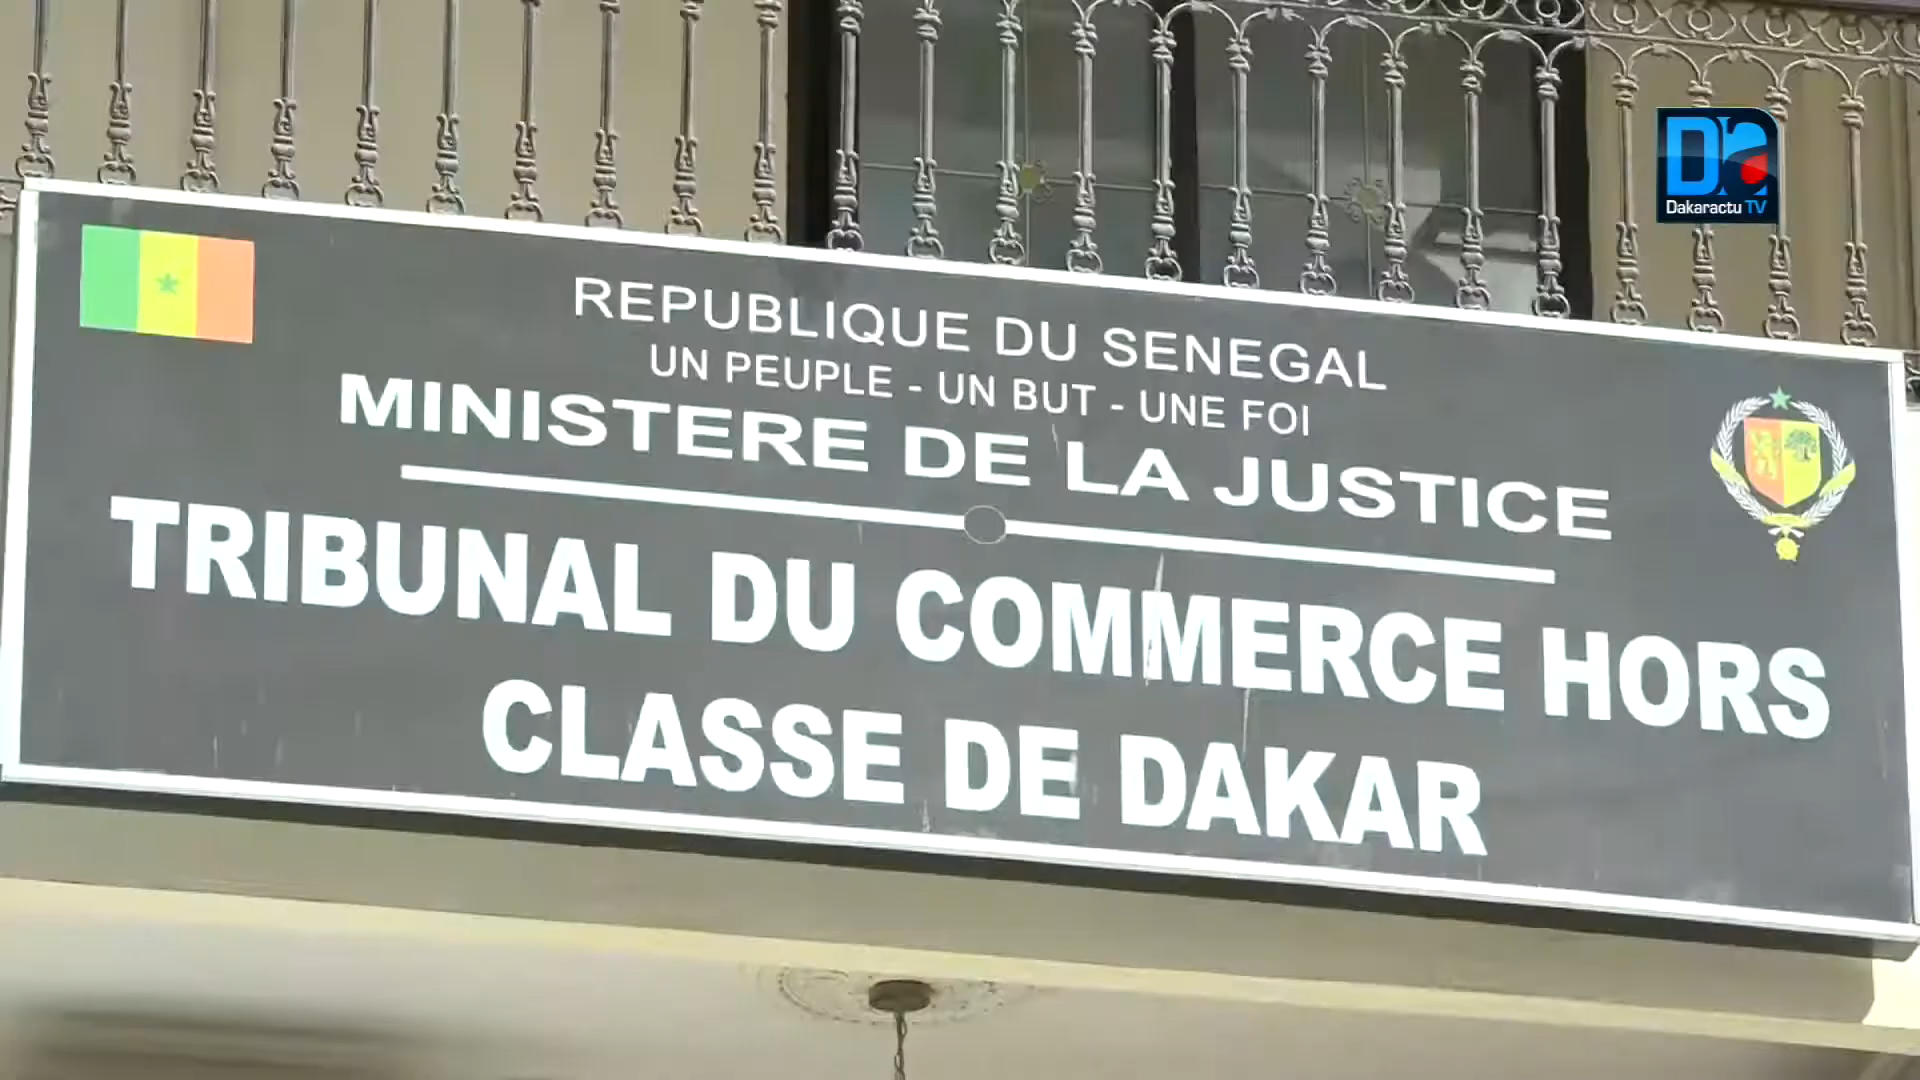 Dakaractu TV
REPUBLIQUE DU SENEGAL
UN PEUPLE - UN BUT - UNE FOI
MINISTERE DE LA JUSTICE
TRIBUNAL DU COMMERCE HORS
CLASSE DE DAKAR